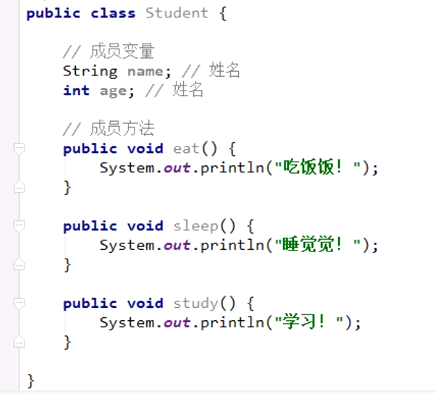 public class Student {
// 成员变量
String name; // 姓名
int age; // 姓名
// 成员方法
public void eat() {
System.out.println("吃饭饭！");
}
public void sleep() {
System.out.println("睡觉觉！");
}
public void study() {
System.out.println("学习！");
}
}